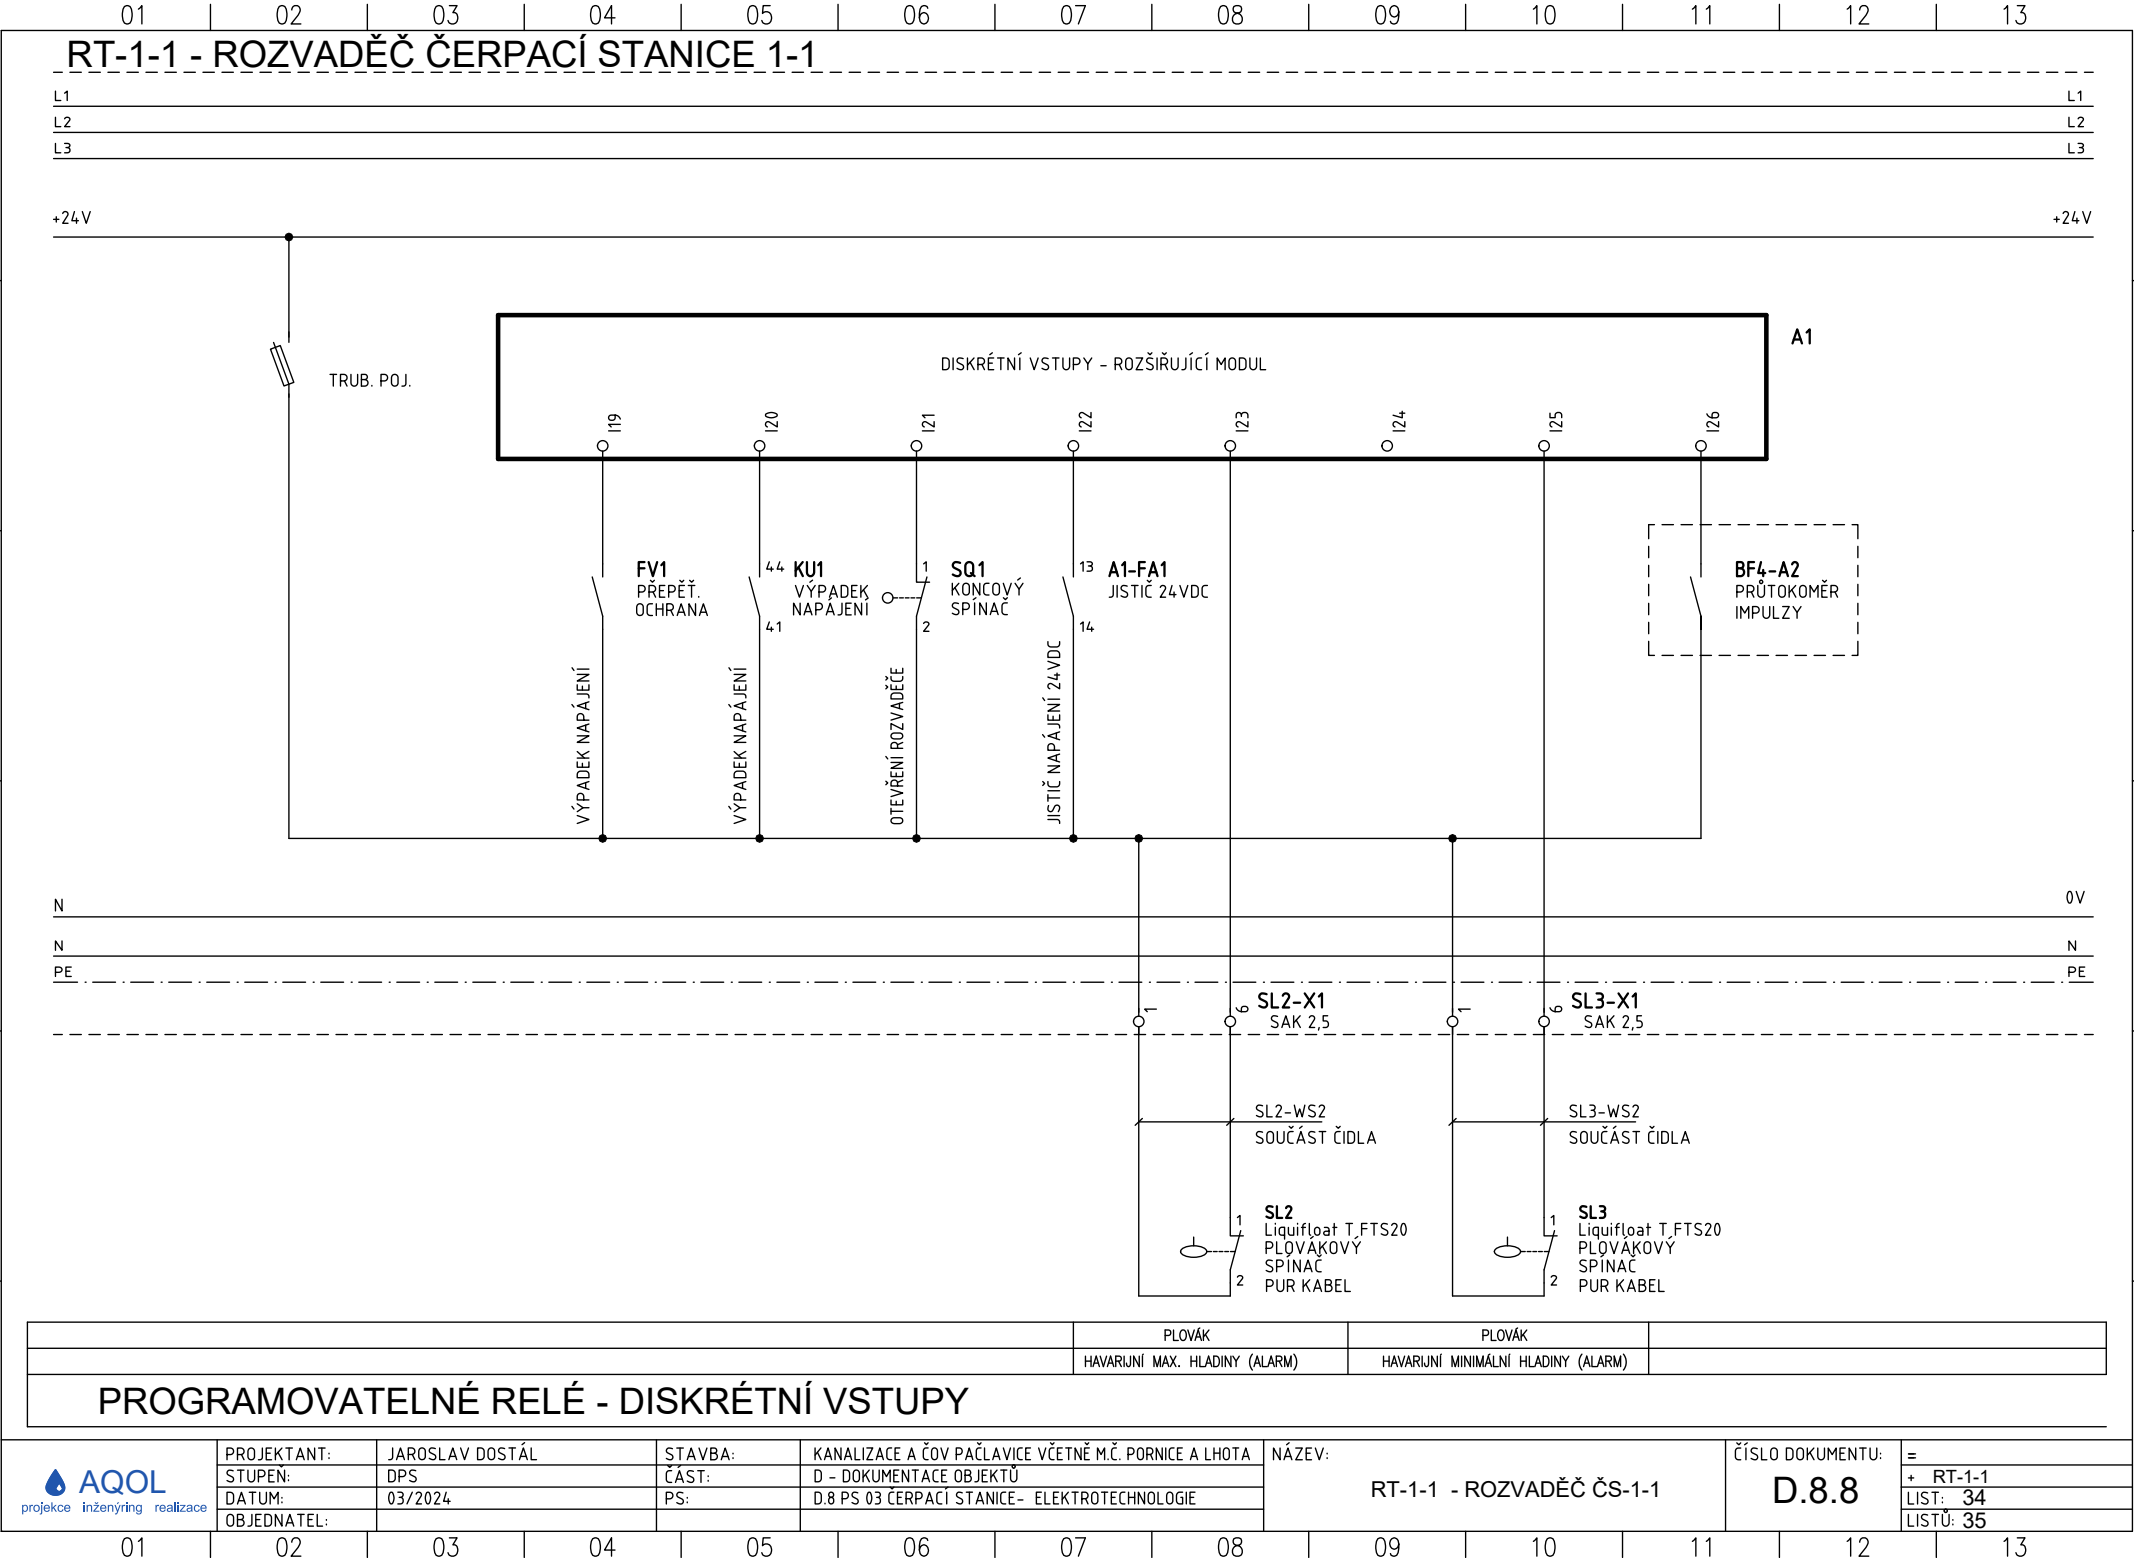 01 02 03 04 05 06 07 08 09 10 11 12 13
RT-1-1 - ROZVADĚČ ČERPACÍ STANICE 1-1
L1 L1
L2 L2
L3 L3
+24V +24V
A1
DISKRÉTNÍ VSTUPY - ROZŠIŘUJÍCÍ MODUL
TRUB. POJ.
I19 I20 I21 I22 I23 I24 I25 I26
FV1
PŘEPĚŤ.
OCHRANA
44 KU1
VÝPADEK
NAPÁJENÍ
41
1 SQ1
KONCOVÝ
SPÍNAČ
2
13 A1-FA1
JISTIČ 24VDC
14
BF4-A2
PRŮTOKOMĚR
IMPULZY
VÝPADEK NAPÁJENÍ
VÝPADEK NAPÁJENÍ
OTEVŘENÍ ROZVADĚČE
JISTIČ NAPÁJENÍ 24VDC
N 0V
N N
PE PE
1 6 SL2-X1
SAK 2,5
1 6 SL3-X1
SAK 2,5
SL2-WS2
SOUČÁST ČIDLA
SL3-WS2
SOUČÁST ČIDLA
1 SL2
Liquifloat T FTS20
PLOVÁKOVÝ
SPÍNAČ
2 PUR KABEL
1 SL3
Liquifloat T FTS20
PLOVÁKOVÝ
SPÍNAČ
2 PUR KABEL
PLOVÁK PLOVÁK
HAVARIJNÍ MAX. HLADINY (ALARM) HAVARIJNÍ MINIMÁLNÍ HLADINY (ALARM)
PROGRAMOVATELNÉ RELÉ - DISKRÉTNÍ VSTUPY
AQOL
projekce inženýring realizace
PROJEKTANT: JAROSLAV DOSTÁL
STUPEŇ: DPS
DATUM: 03/2024
OBJEDNATEL:
STAVBA: KANALIZACE A ČOV PAČLAVICE VČETNĚ M.Č. PORNICE A LHOTA
ČÁST: D - DOKUMENTACE OBJEKTŮ
PS: D.8 PS 03 ČERPACÍ STANICE- ELEKTROTECHNOLOGIE
NÁZEV:
RT-1-1 - ROZVADĚČ ČS-1-1
ČÍSLO DOKUMENTU:
D.8.8
=
+ RT-1-1
LIST: 34
LISTŮ: 35
01 02 03 04 05 06 07 08 09 10 11 12 13